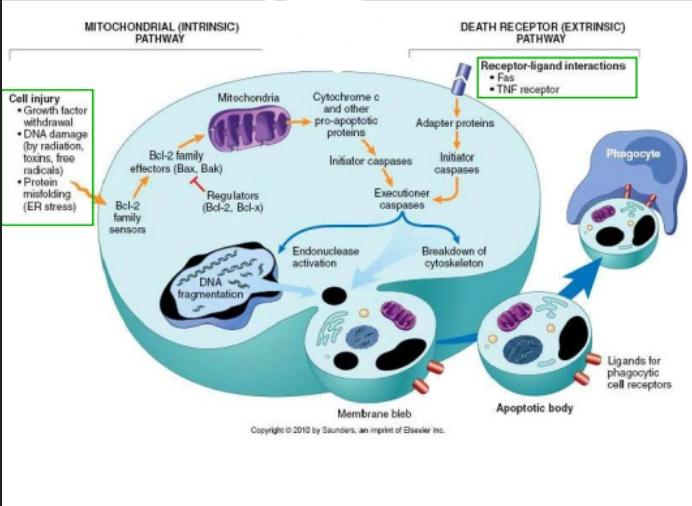 MITOCHONDRIAL (INTRINSIC)
PATHWAY
DEATH RECEPTOR (EXTRINSIC)
PATHWAY
Receptor-ligand interactions
• Fas
• TNF receptor
Cell injury
• Growth factor
withdrawal
• DNA damage
(by radiation,
toxins, free
radicals)
• Protein
misfolding
(ER stress)
Mitochondria
Cytochrome c
and other
pro-apoptotic
proteins
Adapter proteins
Phagocyte
Bcl-2 family
effectors (Bax, Bak)
Initiator caspases
Initiator
caspases
Regulators
(Bcl-2, Bcl-x)
Executioner
caspases
Bcl-2
family
sensors
Endonuclease
activation
Breakdown of
cytoskeleton
DNA
fragmentation
Ligands for
phagocytic
cell receptors
Membrane bleb
Apoptotic body
Copyright © 2010 by Saunders, an imprint of Elsevier Inc.